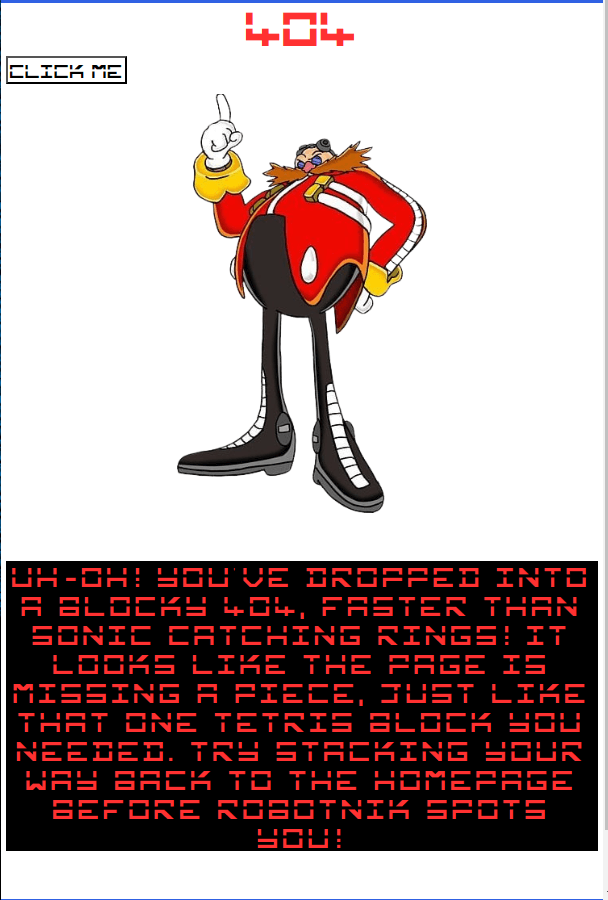 404
CLICK ME
UH-OH! YOU'VE DROPPED INTO
A BLOCKY 404, FASTER THAN
SONIC CATCHING RINGS! IT
LOOKS LIKE THE PAGE IS
MISSING A PIECE, JUST LIKE
THAT ONE TETRIS BLOCK YOU
NEEDED. TRY STACKING YOUR
WAY BACK TO THE HOMEPAGE
BEFORE ROBOTNIK SPOTS
YOU!